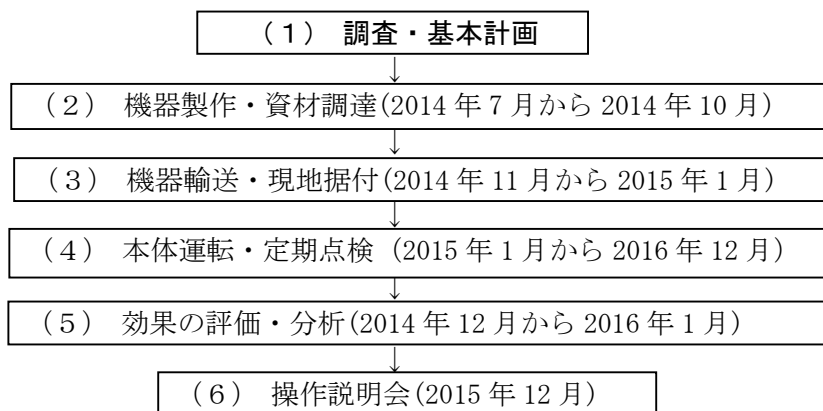 （１） 調査・基本計画
（２） 機器製作・資材調達(2014 年 7 月から 2014 年 10 月)
（３） 機器輸送・現地据付(2014 年 11 月から 2015 年 1 月)
（４） 本体運転・定期点検 (2015 年 1 月から 2016 年 12 月)
（５） 効果の評価・分析(2014 年 12 月から 2016 年 1 月)
（６） 操作説明会(2015 年 12 月)